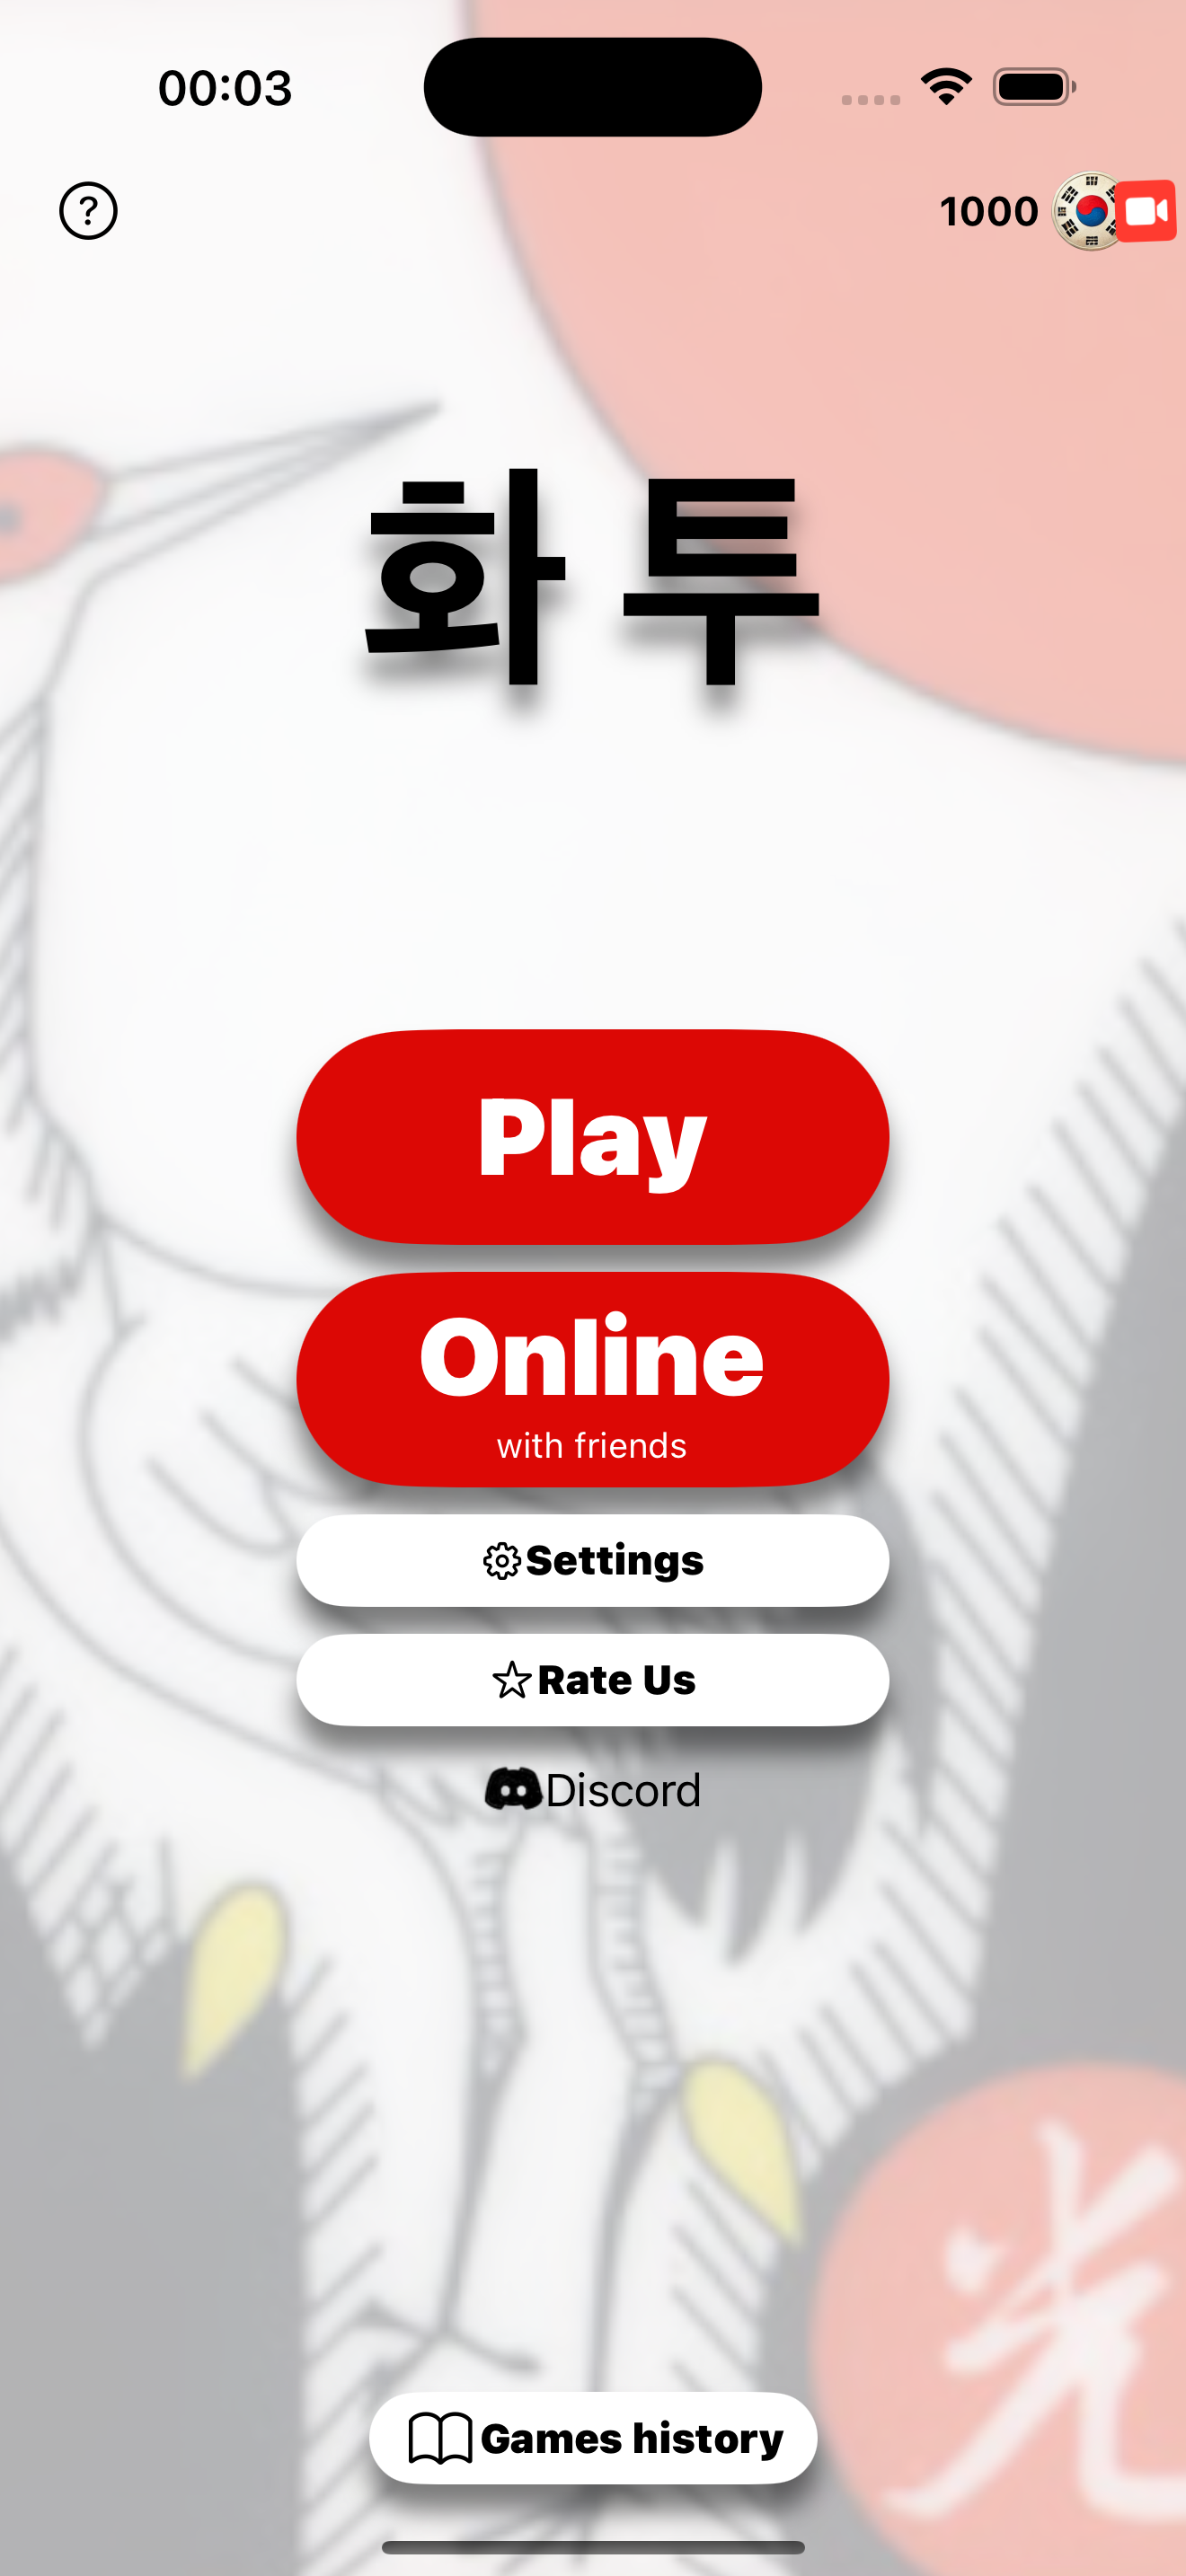 00:03
?
1000
화투
Play
Online
with friends
Settings
Rate Us
Discord
光
Games history